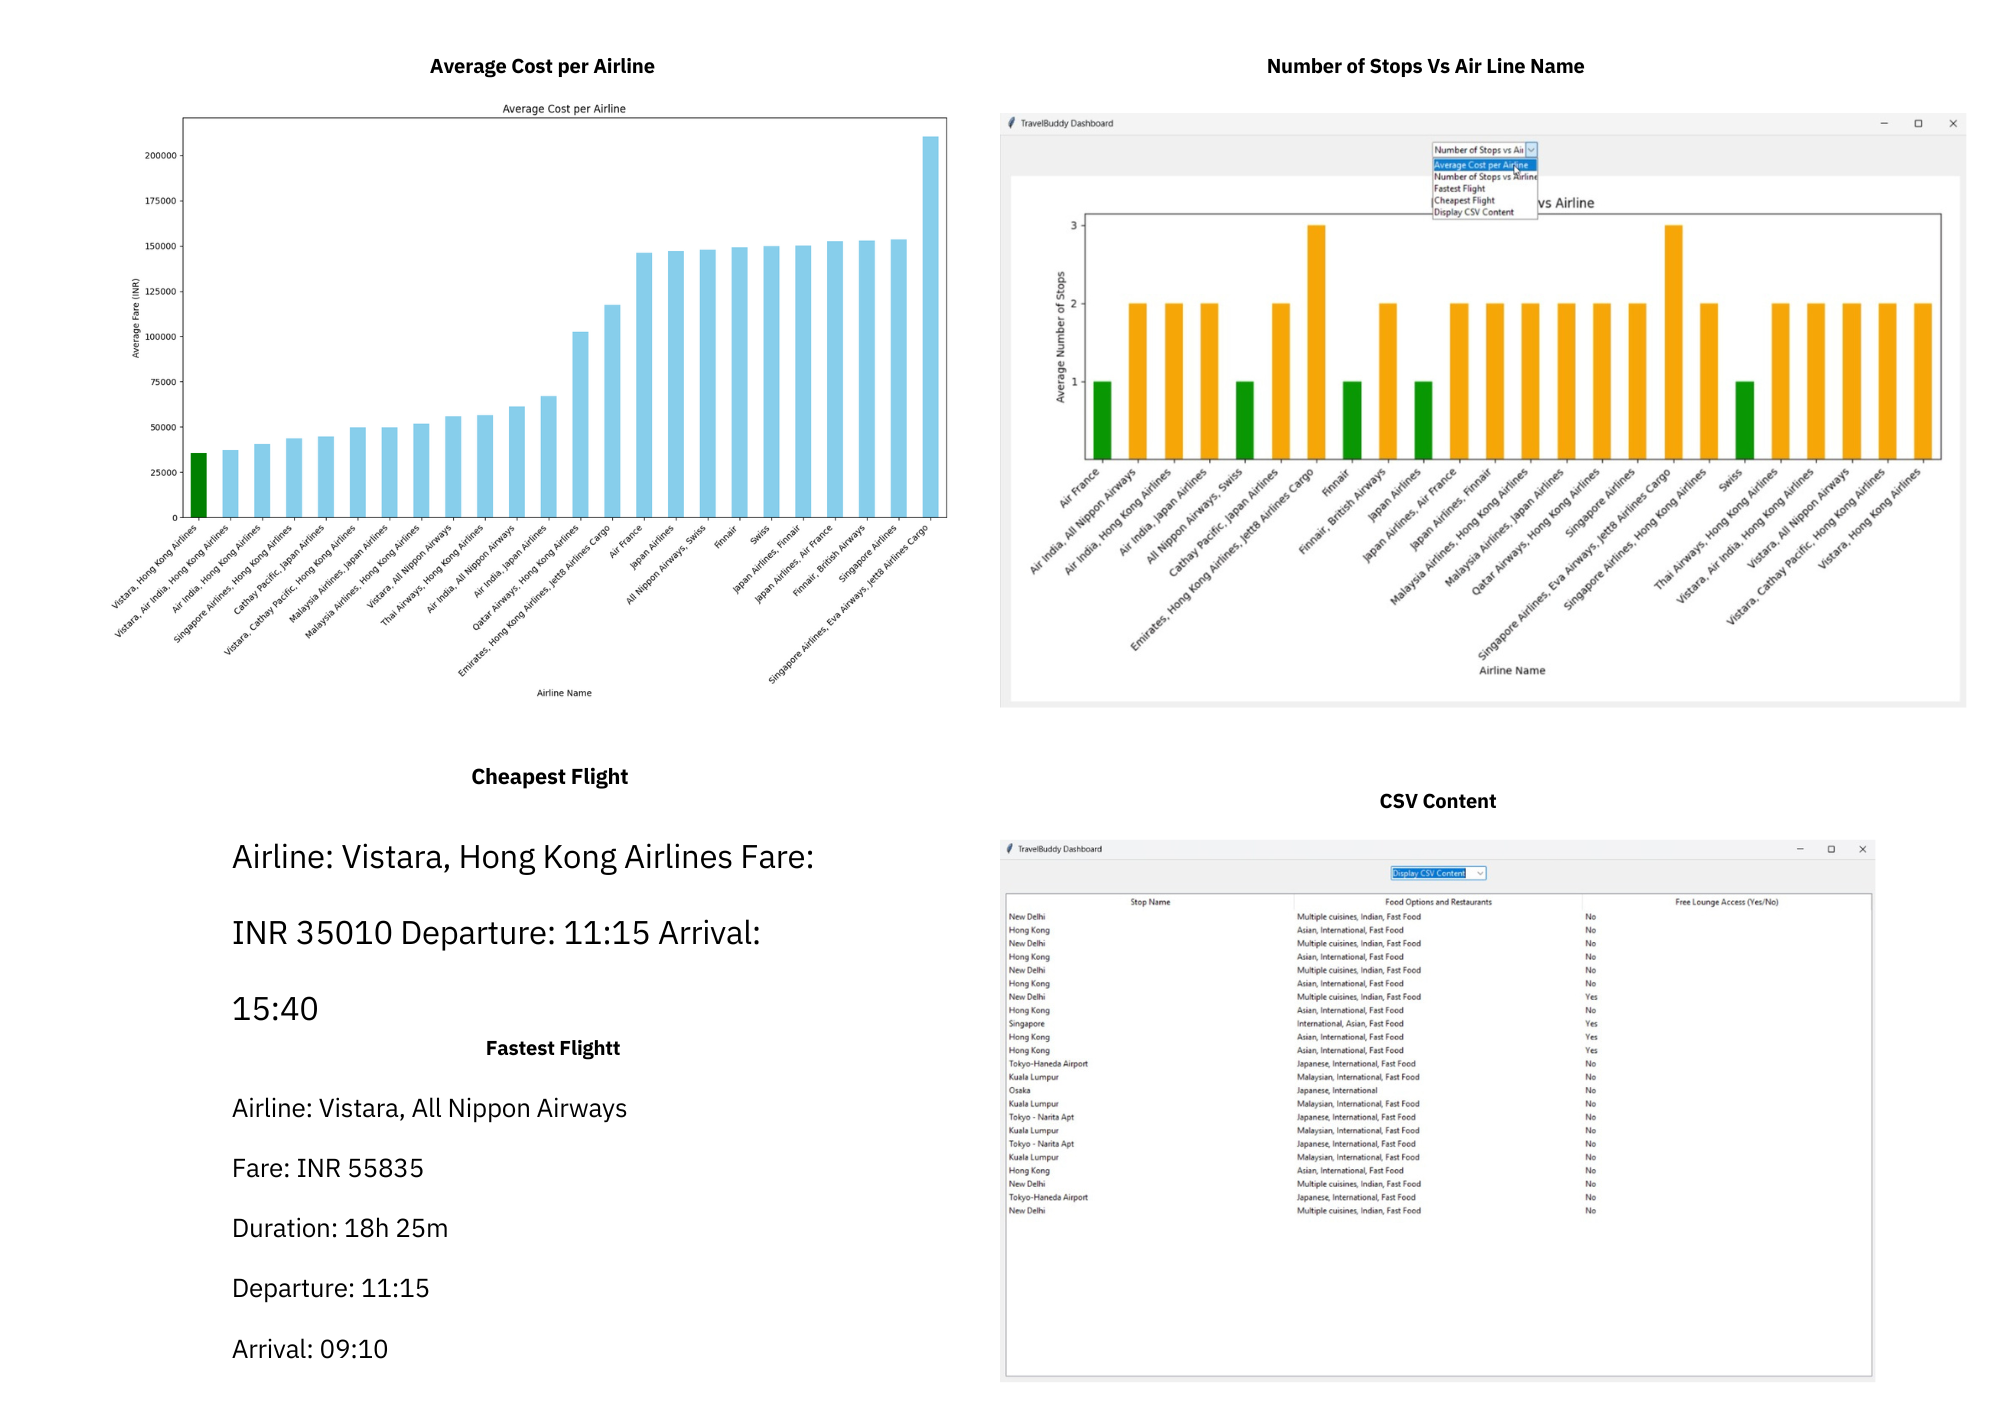 Average Cost per Airline
Average Cost per Airline
Average Fare (INR)
200000
175000
150000
125000
100000
75000
50000
25000
0
Vistara, Hong Kong Airlines
Vistara, Air India, Hong Kong Airlines
Air India, Hong Kong Airlines
Singapore Airlines, Hong Kong Airlines
Cathay Pacific, Japan Airlines
Vistara, Cathay Pacific, Hong Kong Airlines
Malaysia Airlines, Japan Airlines
Malaysia Airlines, Hong Kong Airlines
Vistara, All Nippon Airways
Thai Airways, Hong Kong Airlines
Air India, All Nippon Airways
Air India, Japan Airlines
Qatar Airways, Hong Kong Airlines
Emirates, Hong Kong Airlines, Jett8 Airlines Cargo
Air France
Japan Airlines
All Nippon Airways, Swiss
Finnair
Swiss
Japan Airlines, Finnair
Japan Airlines, Air France
Finnair, British Airways
Singapore Airlines
Singapore Airlines, Eva Airways, Jett8 Airlines Cargo
Airline Name
Number of Stops Vs Air Line Name
TravelBuddy Dashboard
Number of Stops vs Air
Average Cost per Airline
Number of Stops vs Airline
Fastest Flight
Cheapest Flight
Display CSV Content
vs Airline
Average Number of Stops
3
2
1
Air France
Air India, All Nippon Airways
Air India, Hong Kong Airlines
Air India, Japan Airlines
All Nippon Airways, Swiss
Cathay Pacific, Japan Airlines
Emirates, Hong Kong Airlines, Jett8 Airlines Cargo
Finnair
Finnair, British Airways
Japan Airlines
Japan Airlines, Air France
Japan Airlines, Finnair
Malaysia Airlines, Hong Kong Airlines
Malaysia Airlines, Japan Airlines
Qatar Airways, Hong Kong Airlines
Singapore Airlines
Singapore Airlines, Eva Airways, Jett8 Airlines Cargo
Singapore Airlines, Hong Kong Airlines
Swiss
Thai Airways, Hong Kong Airlines
Vistara, Air India, Hong Kong Airlines
Vistara, All Nippon Airways
Vistara, Cathay Pacific, Hong Kong Airlines
Vistara, Hong Kong Airlines
Airline Name
Cheapest Flight
Airline: Vistara, Hong Kong Airlines Fare:
INR 35010 Departure: 11:15 Arrival:
15:40
Fastest Flightt
Airline: Vistara, All Nippon Airways
Fare: INR 55835
Duration: 18h 25m
Departure: 11:15
Arrival: 09:10
CSV Content
TravelBuddy Dashboard
Display CSV Content
Stop Name Food Options and Restaurants Free Lounge Access (Yes/No)
New Delhi Multiple cuisines, Indian, Fast Food No
Hong Kong Asian, International, Fast Food No
New Delhi Multiple cuisines, Indian, Fast Food No
Hong Kong Asian, International, Fast Food No
New Delhi Multiple cuisines, Indian, Fast Food No
Hong Kong Asian, International, Fast Food No
New Delhi Multiple cuisines, Indian, Fast Food Yes
Hong Kong Asian, International, Fast Food No
Singapore International, Asian, Fast Food Yes
Hong Kong Asian, International, Fast Food Yes
Hong Kong Asian, International, Fast Food Yes
Tokyo-Haneda Airport Japanese, International, Fast Food No
Kuala Lumpur Malaysian, International, Fast Food No
Osaka Japanese, International No
Kuala Lumpur Malaysian, International, Fast Food No
Tokyo - Narita Apt Japanese, International, Fast Food No
Kuala Lumpur Malaysian, International, Fast Food No
Tokyo - Narita Apt Japanese, International, Fast Food No
Kuala Lumpur Malaysian, International, Fast Food No
Hong Kong Asian, International, Fast Food No
New Delhi Multiple cuisines, Indian, Fast Food No
Tokyo-Haneda Airport Japanese, International, Fast Food No
New Delhi Multiple cuisines, Indian, Fast Food No